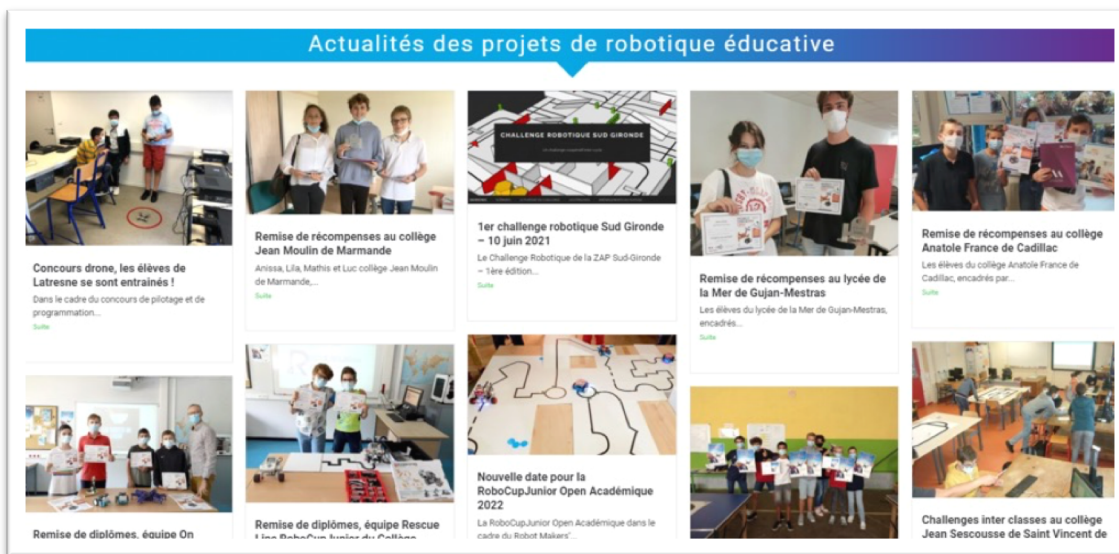 Actualités des projets de robotique éducative
Concours drone, les élèves de
Latresne se sont entrainés !
Dans le cadre du concours de pilotage et de
programmation...
Suite
Remise de diplômes, équipe On
Remise de récompenses au collège
Jean Moulin de Marmande
Anissa, Lila, Mathis et Luc collège Jean Moulin
de Marmande,...
Suite
Remise de diplômes, équipe Rescue
Line RoboCupJunior du Collège
CHALLENGE ROBOTIQUE SUD GIRONDE
1er challenge robotique Sud Gironde
– 10 juin 2021
Le Challenge Robotique de la ZAP Sud-Gironde
– 1ère édition...
Suite
Nouvelle date pour la
RoboCupJunior Open Académique
2022
La RoboCupJunior Open Académique dans le
cadre du Robot Makers'...
Remise de récompenses au lycée de
la Mer de Gujan-Mestras
Les élèves du lycée de la Mer de Gujan-Mestras,
encadrés...
Suite
Remise de récompenses au collège
Anatole France de Cadillac
Les élèves du collège Anatole France de
Cadillac, encadrés par...
Suite
Challenges inter classes au collège
Jean Sescousse de Saint Vincent de